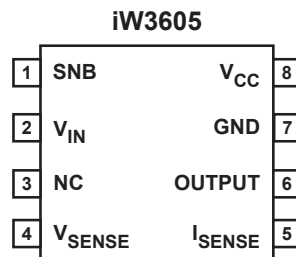 iW3605
1 SNB V_CC 8
2 V_IN GND 7
3 NC OUTPUT 6
4 V_SENSE I_SENSE 5